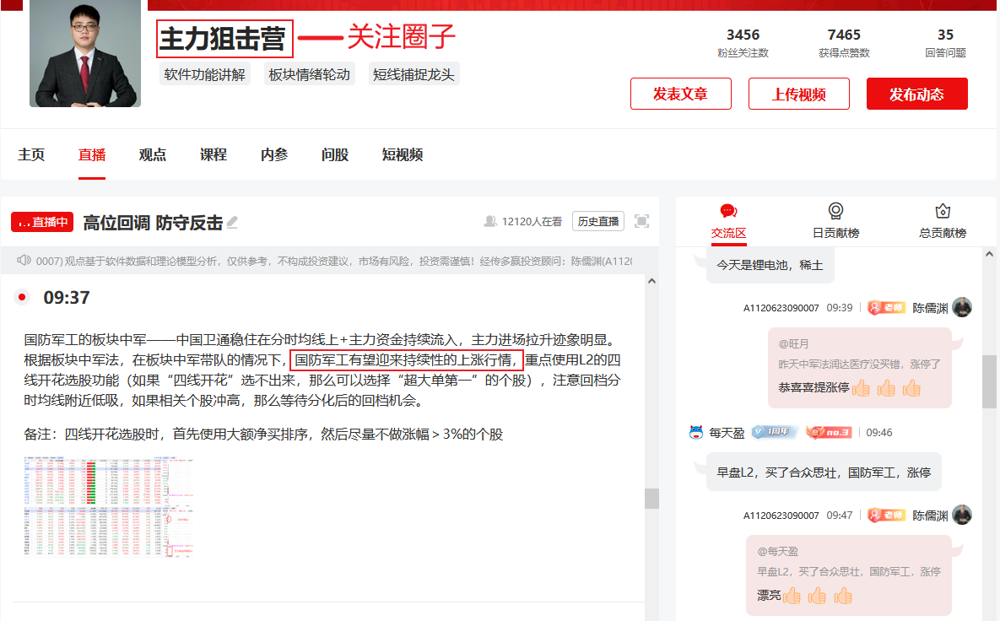 主力狙击营
关注圈子
软件功能讲解 板块情绪轮动 短线捕捉龙头
3456 7465 35
粉丝关注数 获得点赞数 回答问题
发表文章 上传视频 发布动态
主页 直播 观点 课程 内参 问股 短视频
直播中 高位回调 防守反击
12120人在看 历史直播
0007) 观点基于软件数据和理论模型分析，仅供参考，不构成投资建议，市场有风险，投资需谨慎！经传多赢投资顾问：陈儒渊(A1120
09:37
国防军工的板块中军——中国卫通稳住在分时均线上+主力资金持续流入，主力进场拉升迹象明显。
根据板块中军法，在板块中军带队的情况下，国防军工有望迎来持续性的上涨行情，重点使用L2的四
线开花选股功能（如果“四线开花”选不出来，那么可以选择“超大单第一”的个股），注意回档分
时均线附近低吸，如果相关个股冲高，那么等待分化后的回档机会。
备注：四线开花选股时，首先使用大额净买排序，然后尽量不做涨幅＞3%的个股
交流区 日贡献榜 总贡献榜
今天是锂电池，稀土
A1120623090007 09:39 老师 陈儒渊
@旺月
昨天中军法润达医疗没买错，涨停了
恭喜喜提涨停
每天盈 1周年 no.3 09:46
早盘L2，买了合众思壮，国防军工，涨停
A1120623090007 09:47 老师 陈儒渊
@每天盈
早盘L2，买了合众思壮，国防军工，涨停
漂亮